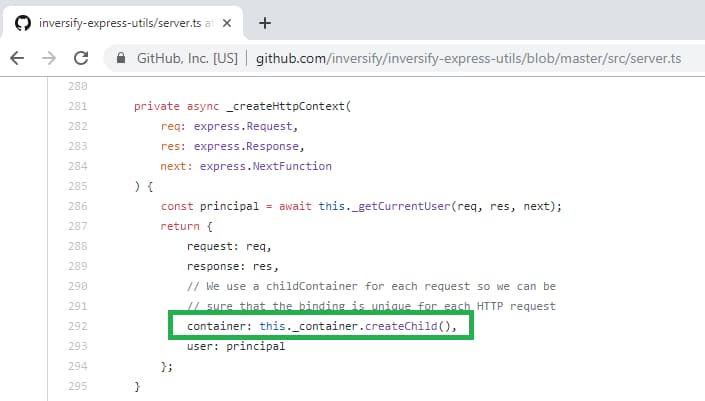 inversify-express-utils/server.ts at
GitHub, Inc. [US] github.com/inversify/inversify-express-utils/blob/master/src/server.ts
280
281 private async _createHttpContext(
282 req: express.Request,
283 res: express.Response,
284 next: express.NextFunction
285 ) {
286 const principal = await this._getCurrentUser(req, res, next);
287 return {
288 request: req,
289 response: res,
290 // We use a childContainer for each request so we can be
291 // sure that the binding is unique for each HTTP request
292 container: this._container.createChild(),
293 user: principal
294 };
295 }